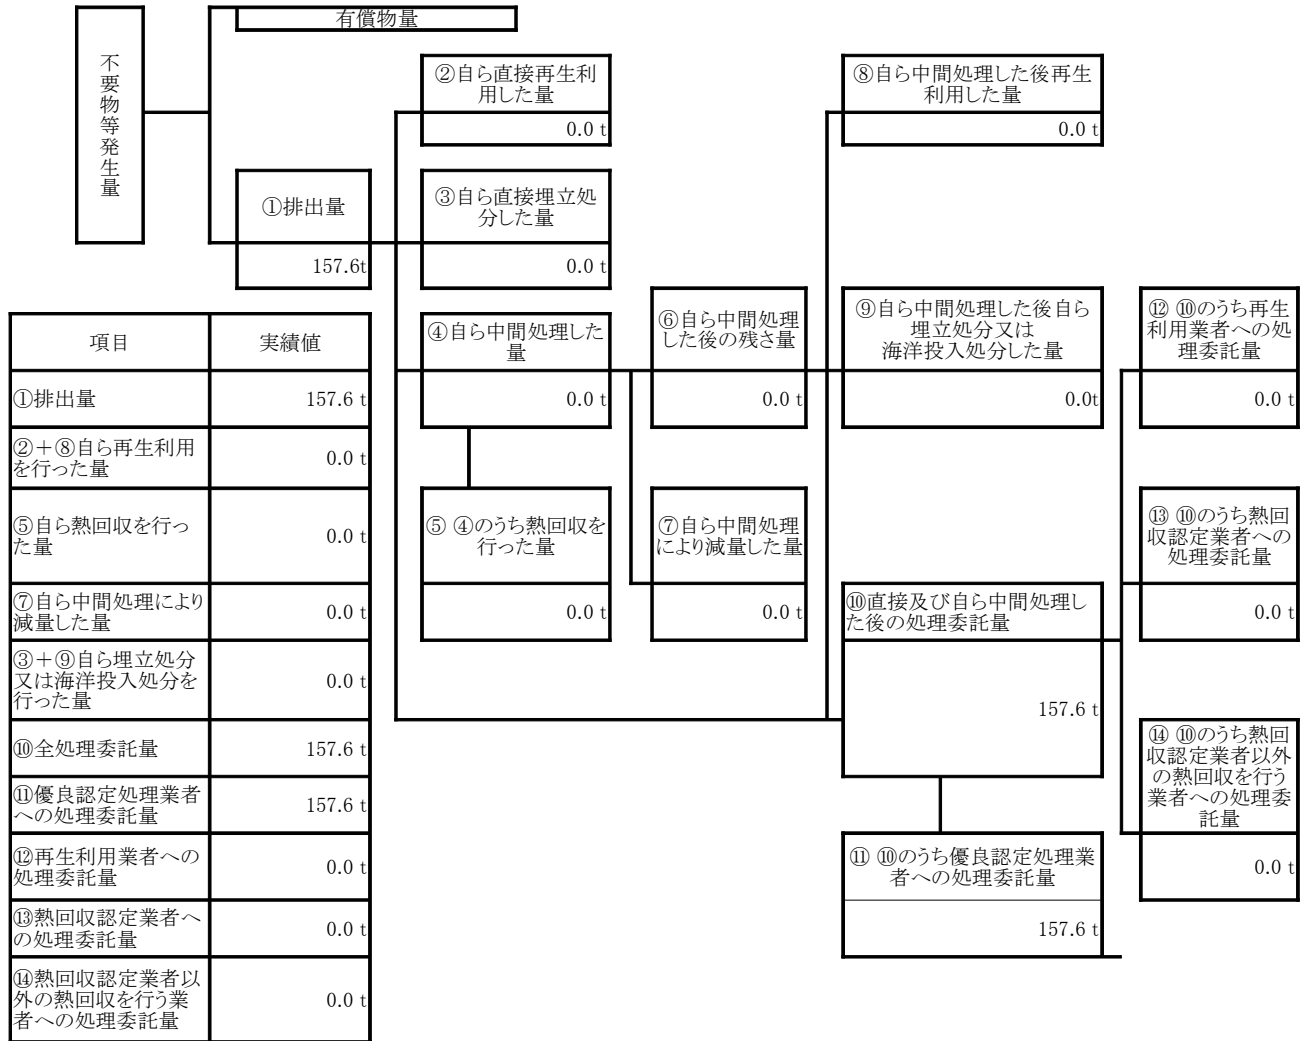 有償物量
不要物等発生量
②自ら直接再生利
用した量
0.0 t
⑧自ら中間処理した後再生
利用した量
0.0 t
①排出量
157.6t
③自ら直接埋立処
分した量
0.0 t
④自ら中間処理した
量
0.0 t
⑥自ら中間処理
した後の残さ量
0.0 t
⑨自ら中間処理した後自ら
埋立処分又は
海洋投入処分した量
0.0t
⑫ ⑩のうち再生
利用業者への処
理委託量
0.0 t
⑤ ④のうち熱回収を
行った量
0.0 t
⑦自ら中間処理
により減量した量
0.0 t
⑬ ⑩のうち熱回
収認定業者への
処理委託量
0.0 t
⑩直接及び自ら中間処理し
た後の処理委託量
157.6 t
⑭ ⑩のうち熱回
収認定業者以外
の熱回収を行う
業者への処理委
託量
0.0 t
⑪ ⑩のうち優良認定処理業
者への処理委託量
157.6 t
項目 実績値
①排出量 157.6 t
②＋⑧自ら再生利用
を行った量
0.0 t
⑤自ら熱回収を行っ
た量
0.0 t
⑦自ら中間処理により
減量した量
0.0 t
③＋⑨自ら埋立処分
又は海洋投入処分を
行った量
0.0 t
⑩全処理委託量 157.6 t
⑪優良認定処理業者
への処理委託量
157.6 t
⑫再生利用業者への
処理委託量
0.0 t
⑬熱回収認定業者へ
の処理委託量
0.0 t
⑭熱回収認定業者以
外の熱回収を行う業
者への処理委託量
0.0 t